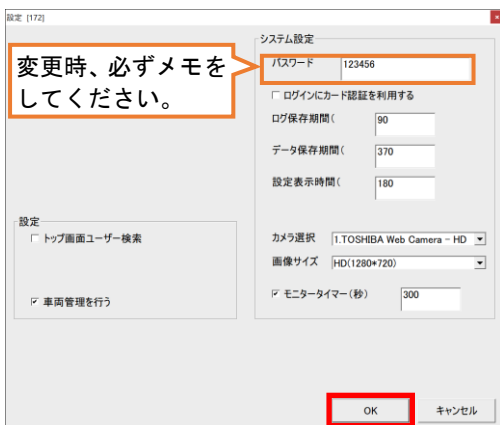 設定 [172]
システム設定
変更時、必ずメモを
してください。
パスワード 123456
ログインにカード認証を利用する
ログ保存期間( 90
データ保存期間( 370
設定表示時間( 180
設定
トップ画面ユーザー検索
カメラ選択 1.TOSHIBA Web Camera - HD
画像サイズ HD(1280*720)
車両管理を行う
モニタータイマー(秒) 300
OK キャンセル